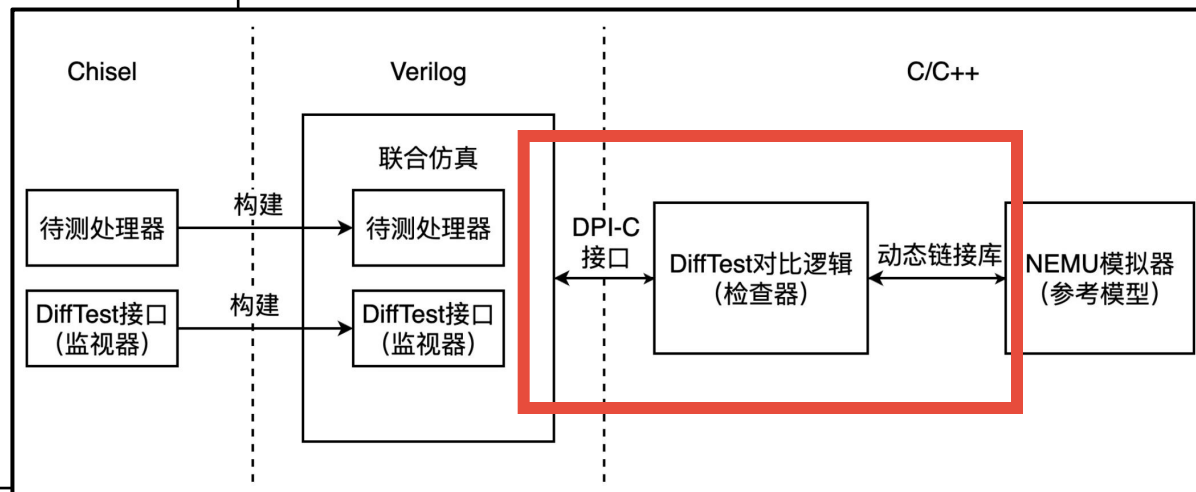 Chisel
Verilog
C/C++
联合仿真
待测处理器
构建
待测处理器
DiffTest接口
(监视器)
构建
DiffTest接口
(监视器)
DPI-C
接口
DiffTest对比逻辑
(检查器)
动态链接库
NEMU模拟器
(参考模型)